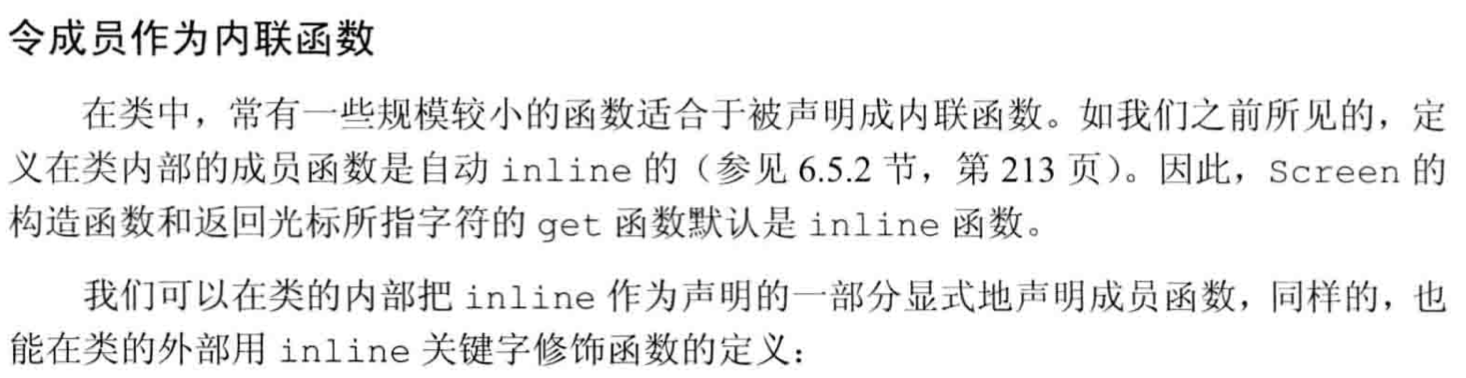 令成员作为内联函数
在类中，常有一些规模较小的函数适合于被声明成内联函数。如我们之前所见的，定
义在类内部的成员函数是自动 inline 的（参见 6.5.2 节，第 213 页）。因此，Screen 的
构造函数和返回光标所指字符的 get 函数默认是 inline 函数。
我们可以在类的内部把 inline 作为声明的一部分显式地声明成员函数，同样的，也
能在类的外部用 inline 关键字修饰函数的定义：